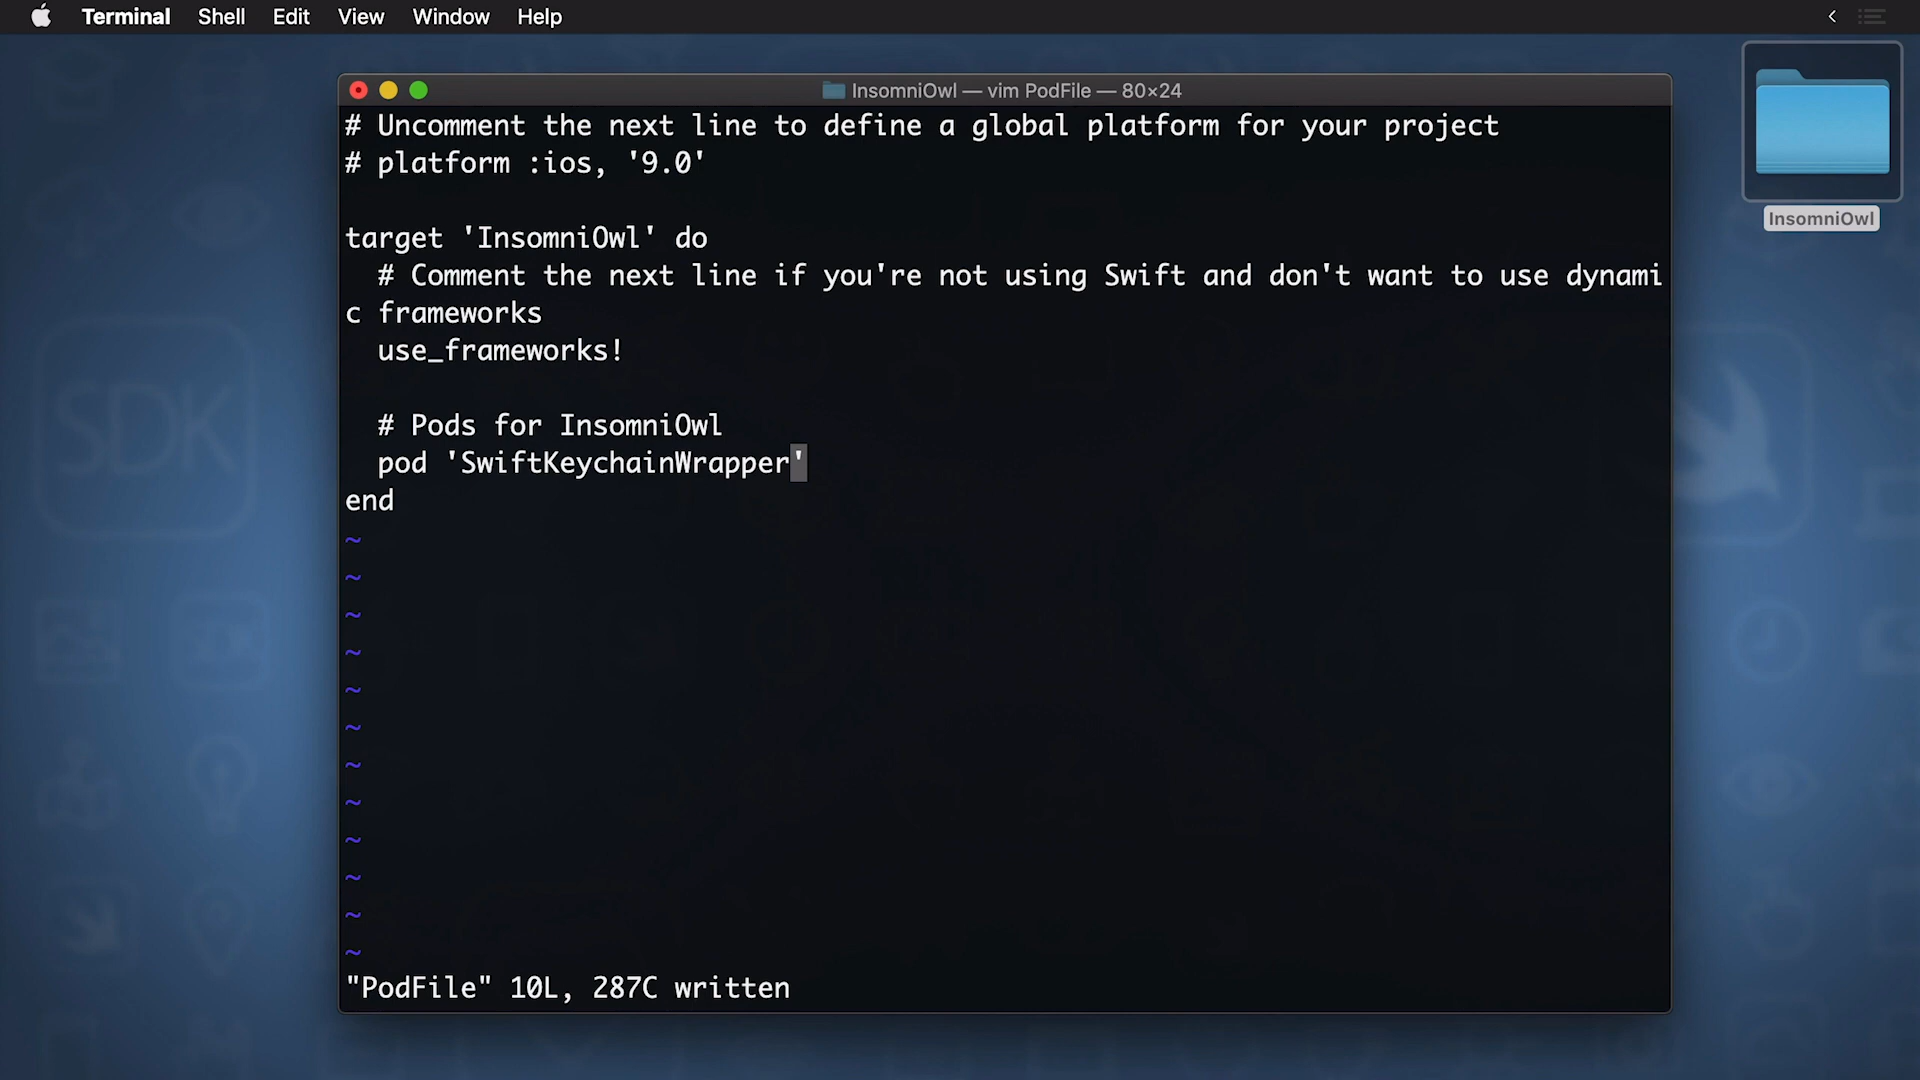 Terminal Shell Edit View Window Help
InsomniOwl — vim PodFile — 80×24
# Uncomment the next line to define a global platform for your project
# platform :ios, '9.0'
target 'InsomniOwl' do
# Comment the next line if you're not using Swift and don't want to use dynami
c frameworks
use_frameworks!
# Pods for InsomniOwl
pod 'SwiftKeychainWrapper'
end
~
~
~
~
~
~
~
~
~
~
~
~
"PodFile" 10L, 287C written
InsomniOwl
SDK
SDK